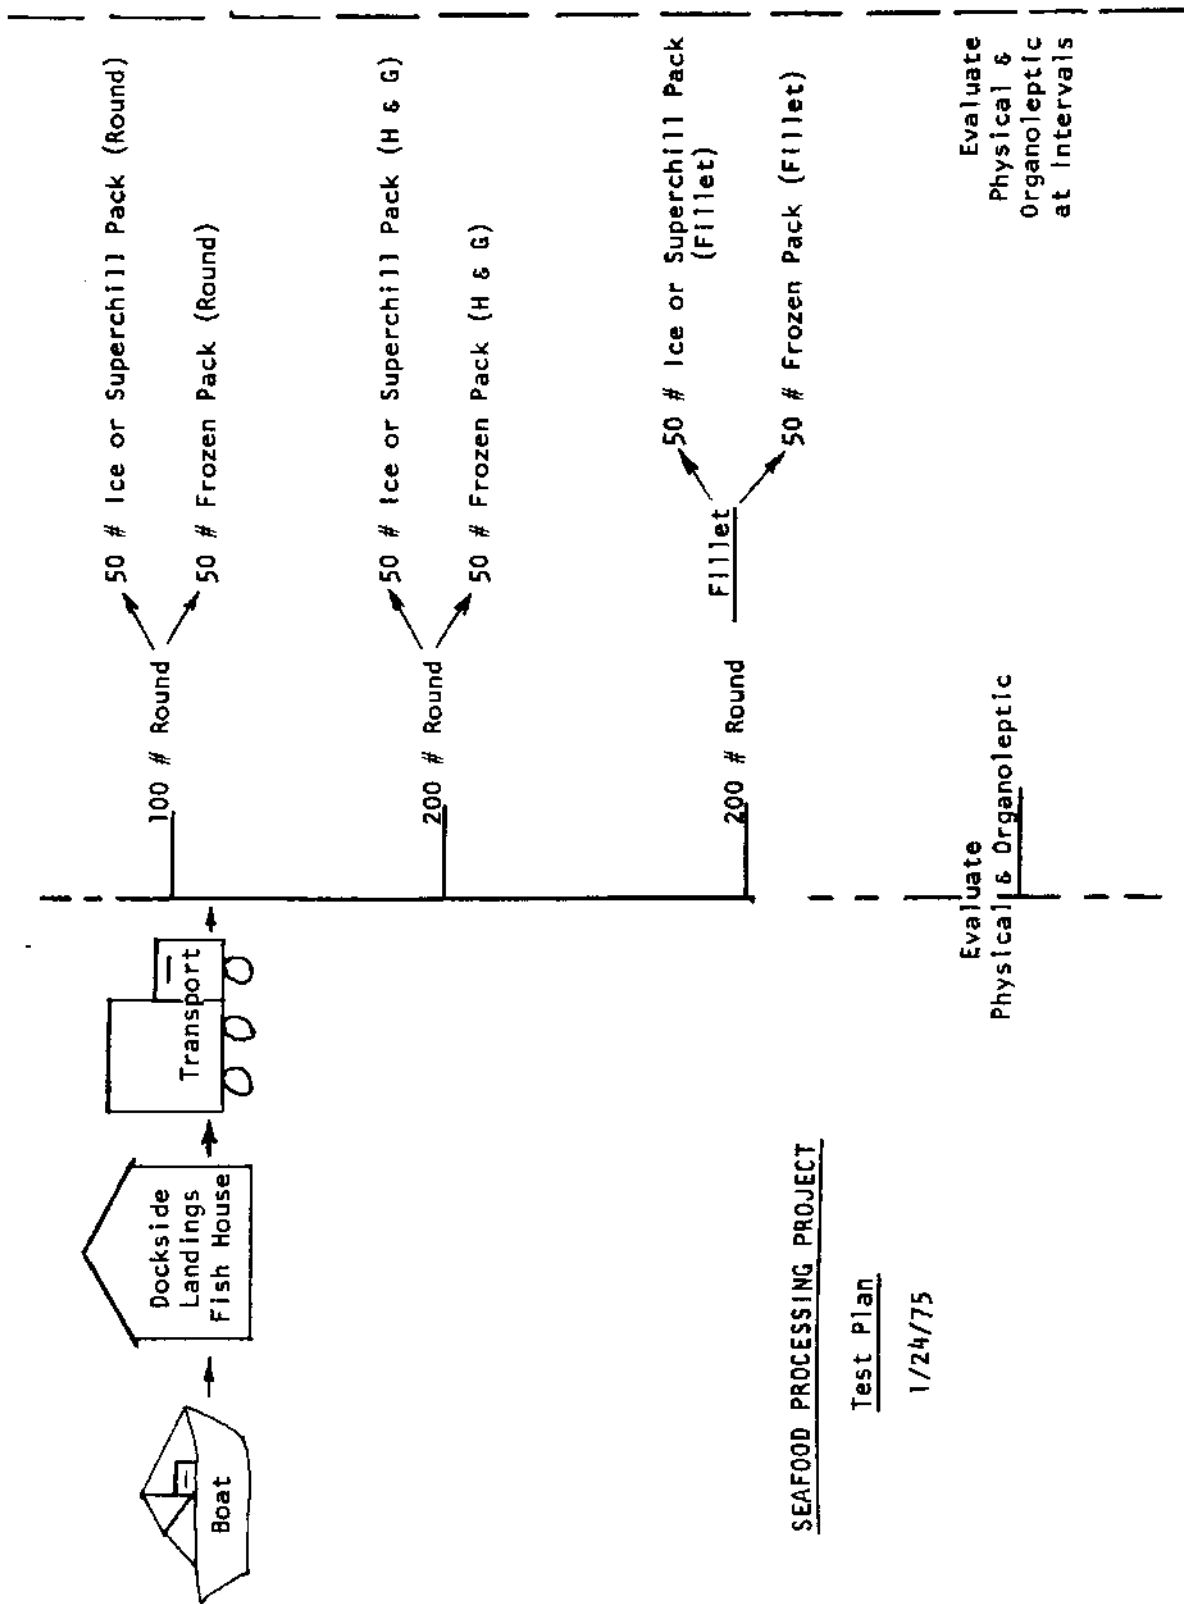 Boat
Dockside
Landings
Fish House
Transport
100 # Round
50 # Ice or Superchill Pack (Round)
50 # Frozen Pack (Round)
200 # Round
50 # Ice or Superchill Pack (H & G)
50 # Frozen Pack (H & G)
200 # Round
Fillet
50 # Ice or Superchill Pack
(Fillet)
50 # Frozen Pack (Fillet)
Evaluate
Physical & Organoleptic
Evaluate
Physical &
Organoleptic
at Intervals
SEAFOOD PROCESSING PROJECT
Test Plan
1/24/75